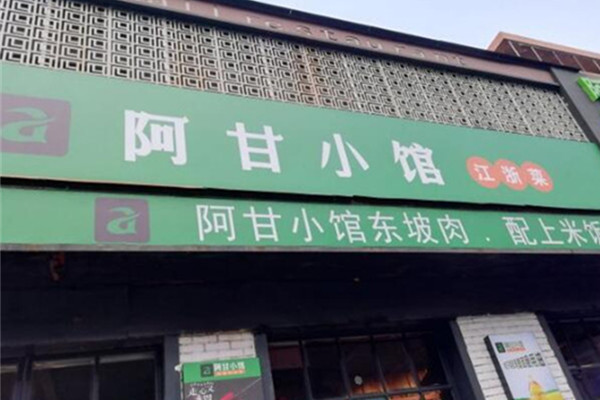 restaurant
阿甘小馆 江浙菜
阿甘小馆东坡肉.配上米饭
阿甘小馆